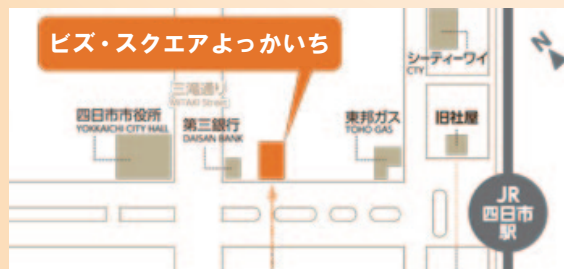 ビズ・スクエアよっかいち
シーティーワイ
CTY
N
三滝通り
MITAKI Street
四日市市役所
YOKKAICHI CITY HALL
第三銀行
DAISAN BANK
東邦ガス
TOHO GAS
旧社屋
JR
四日市
駅